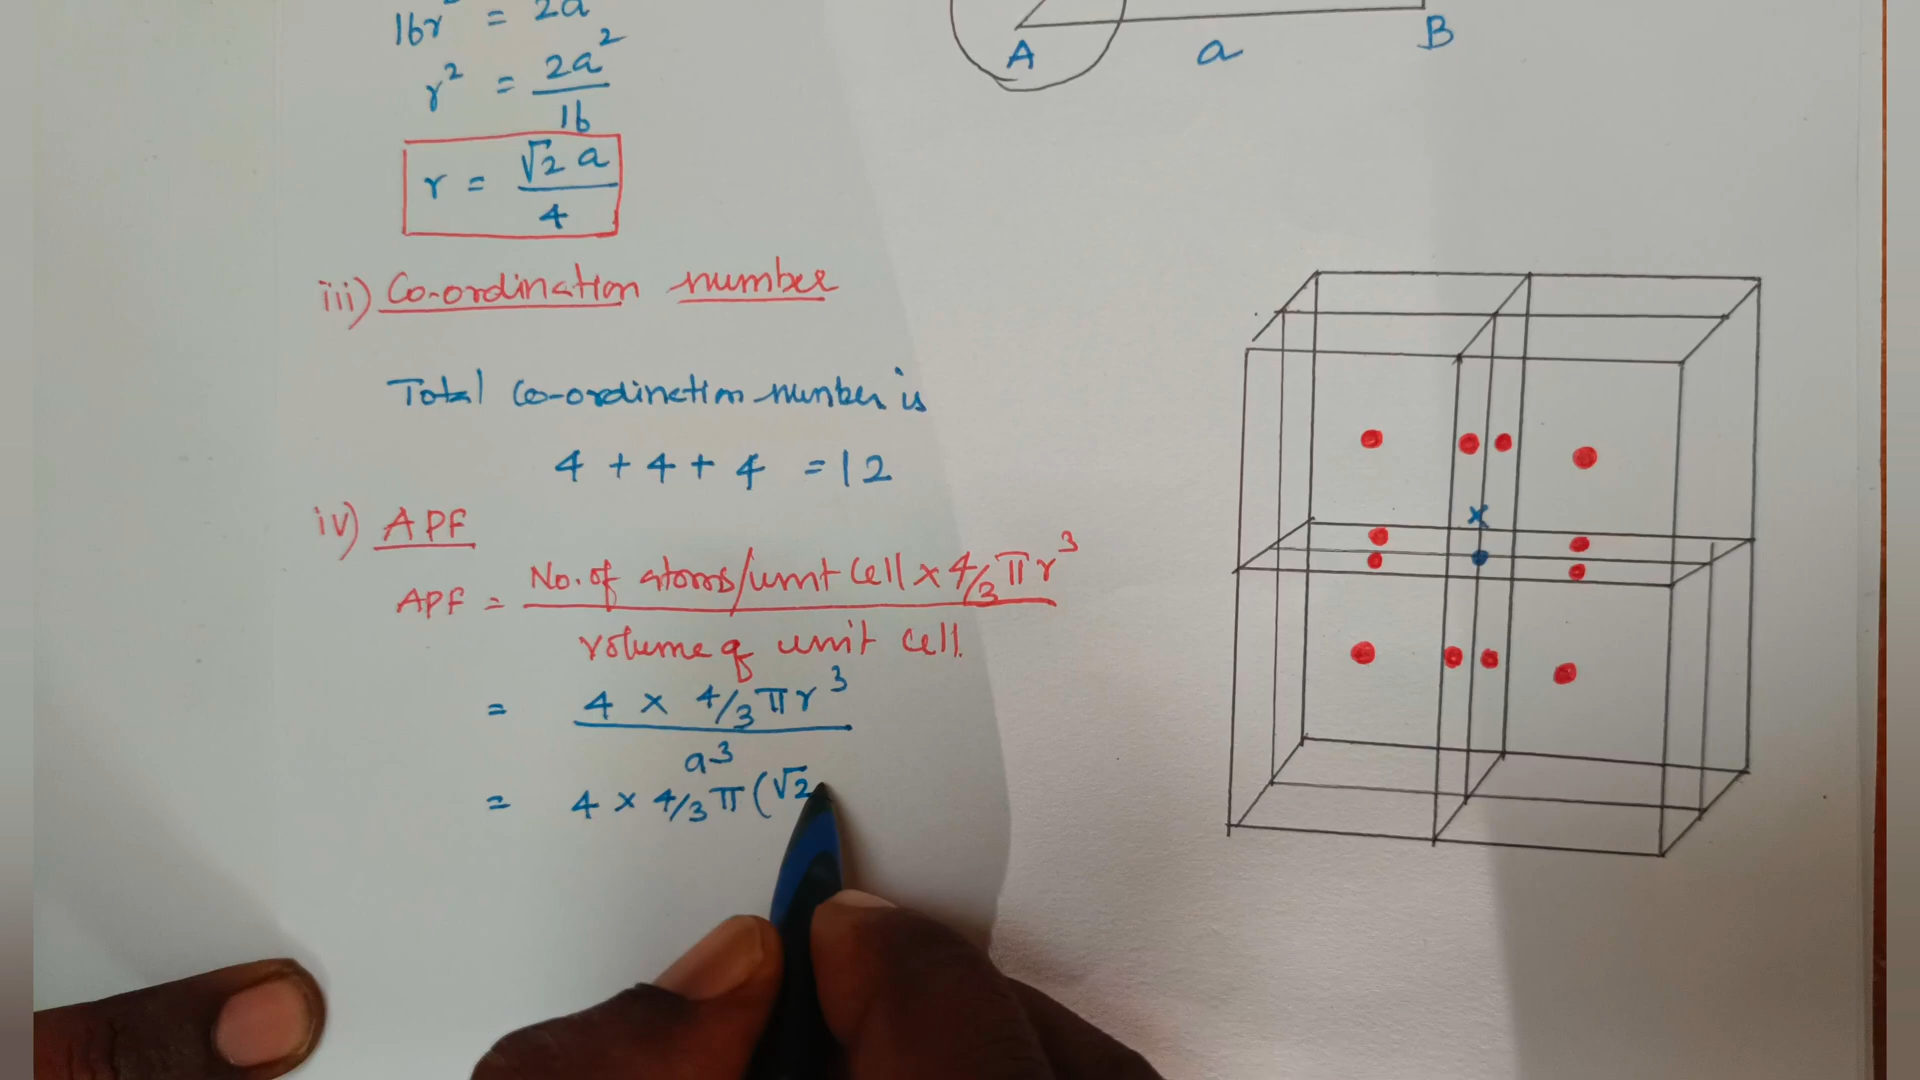 16r² = 2a
r² = 2a²/16
r = √2 a/4
A a B
iii) Co-ordination number
Total Co-ordination number is
4 + 4 + 4 = 12
iv) APF
APF = No. of atoms/unit cell × 4/3 π r³
volume of unit cell.
= 4 × 4/3 π r³
a³
= 4 × 4/3 π (√2
x